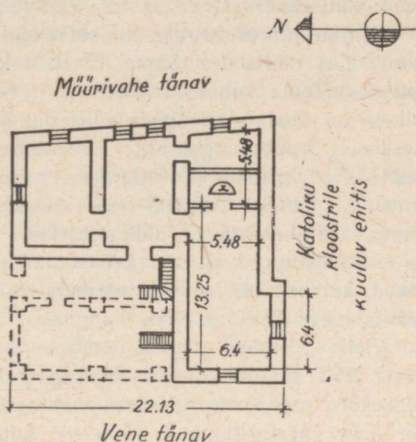 N
Müürivahe tänav
5.48
5.48
13.25
6.4
6.4
Katoliku
kloostrile
kuuluv ehitis
22.13
Vene tänav